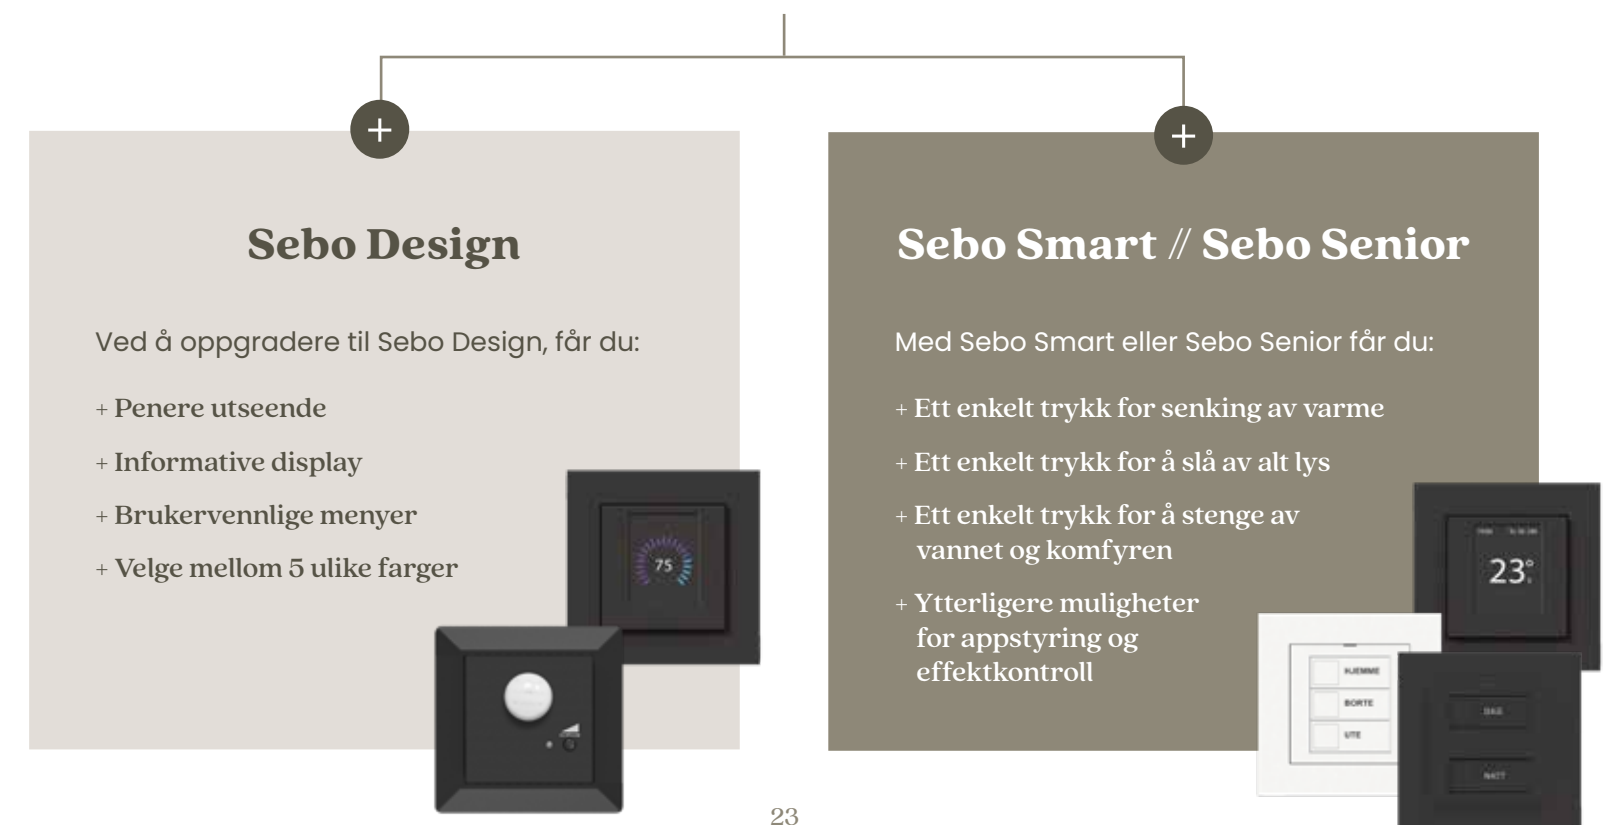 Sebo Design
Ved å oppgradere til Sebo Design, får du:
+ Penere utseende
+ Informative display
+ Brukervennlige menyer
+ Velge mellom 5 ulike farger
75
Sebo Smart // Sebo Senior
Med Sebo Smart eller Sebo Senior får du:
+ Ett enkelt trykk for senking av varme
+ Ett enkelt trykk for å slå av alt lys
+ Ett enkelt trykk for å stenge av
vannet og komfyren
+ Ytterligere muligheter
for appstyring og
effektkontroll
23°
HJEMME
BORTE
UTE
DAG
NATT
23